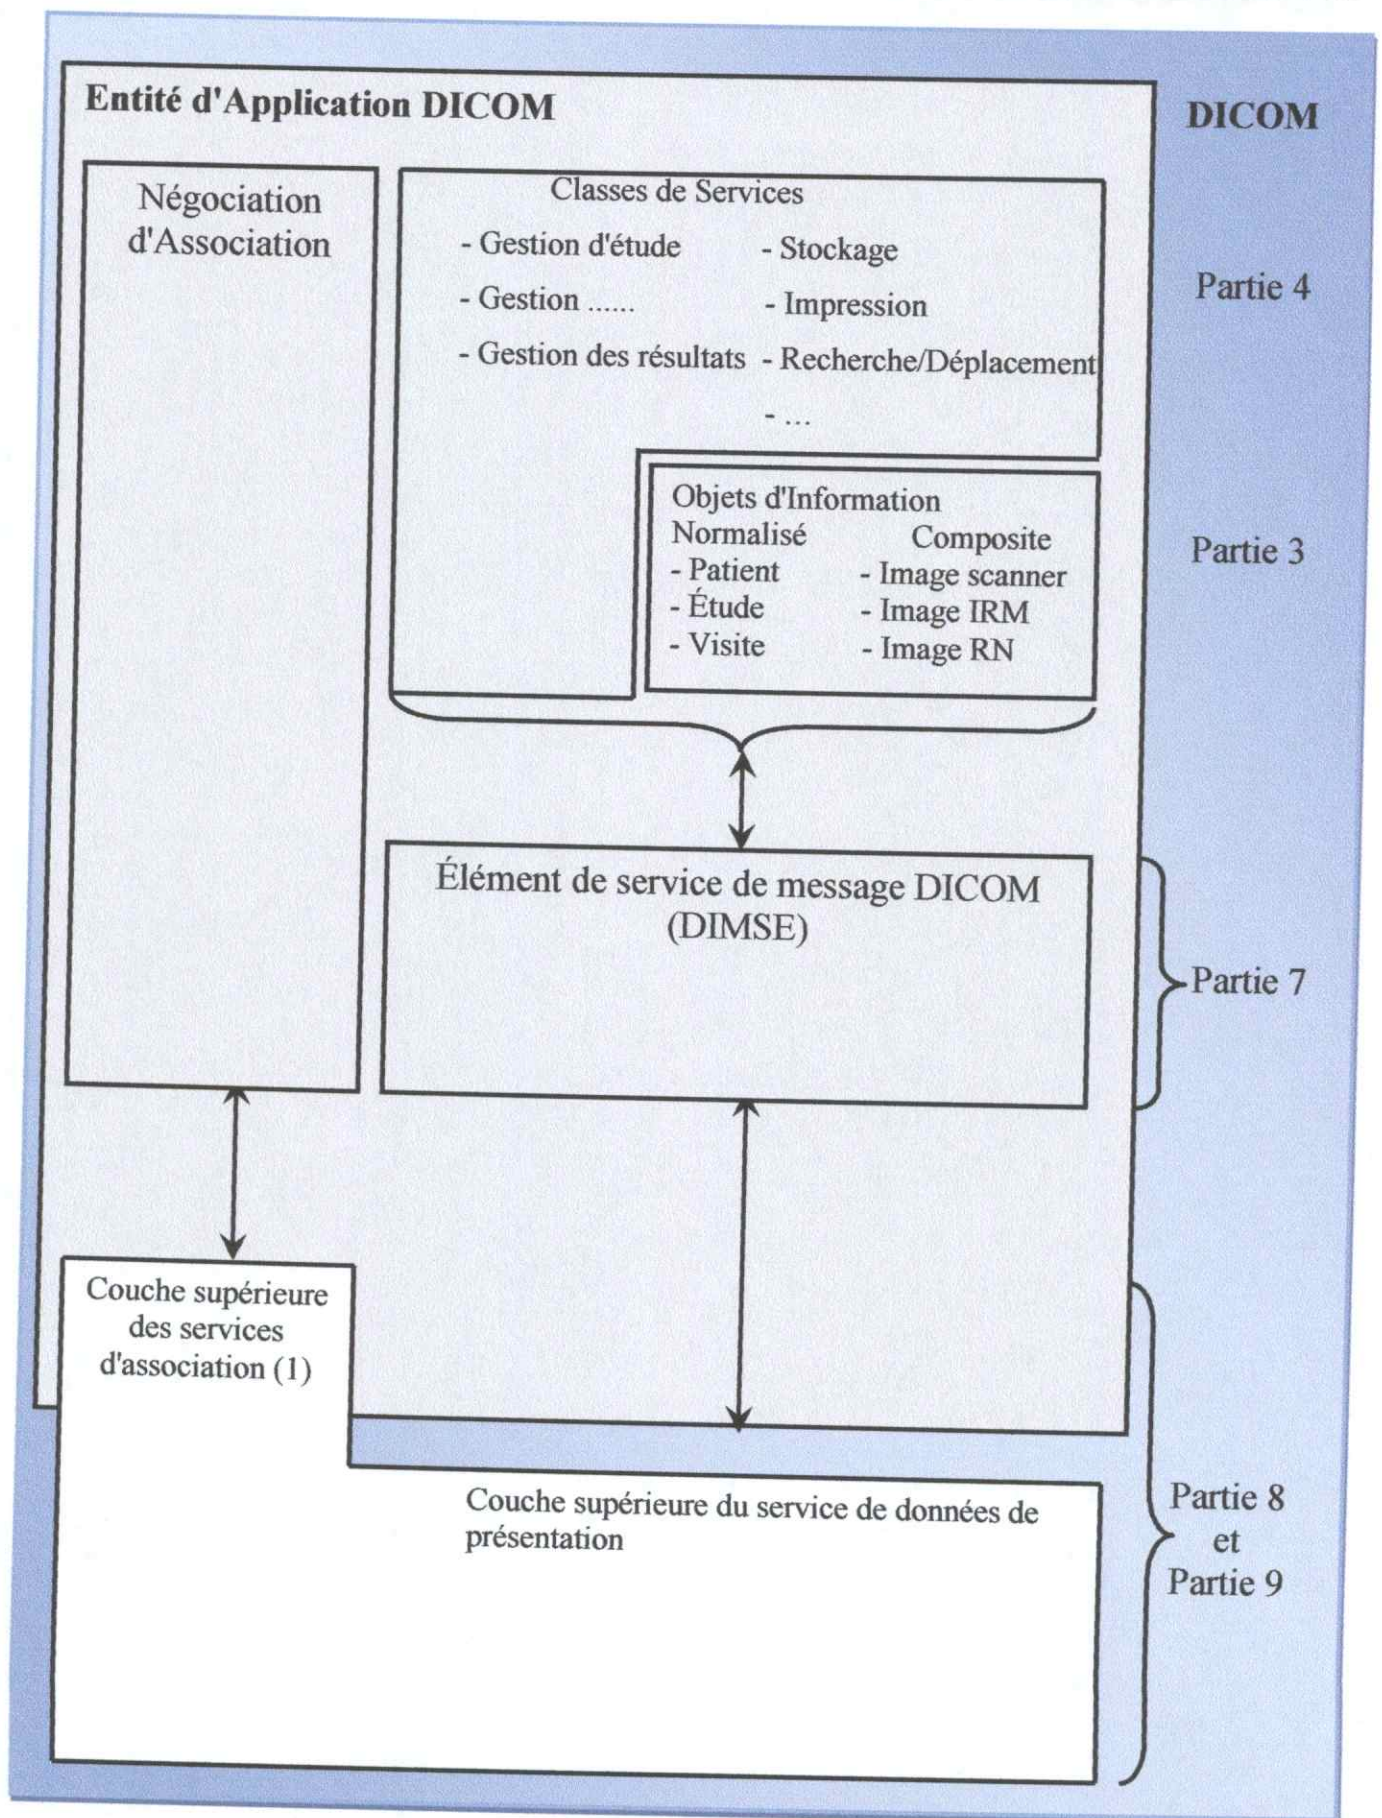 Entité d'Application DICOM
DICOM
Négociation
d'Association
Classes de Services
- Gestion d'étude
- Stockage
- Gestion ......
- Impression
- Gestion des résultats
- Recherche/Déplacement
- ...
Partie 4
Objets d'Information
Normalisé
Composite
- Patient
- Image scanner
- Étude
- Image IRM
- Visite
- Image RN
Partie 3
Élément de service de message DICOM
(DIMSE)
Partie 7
Couche supérieure
des services
d'association (1)
Couche supérieure du service de données de
présentation
Partie 8
et
Partie 9